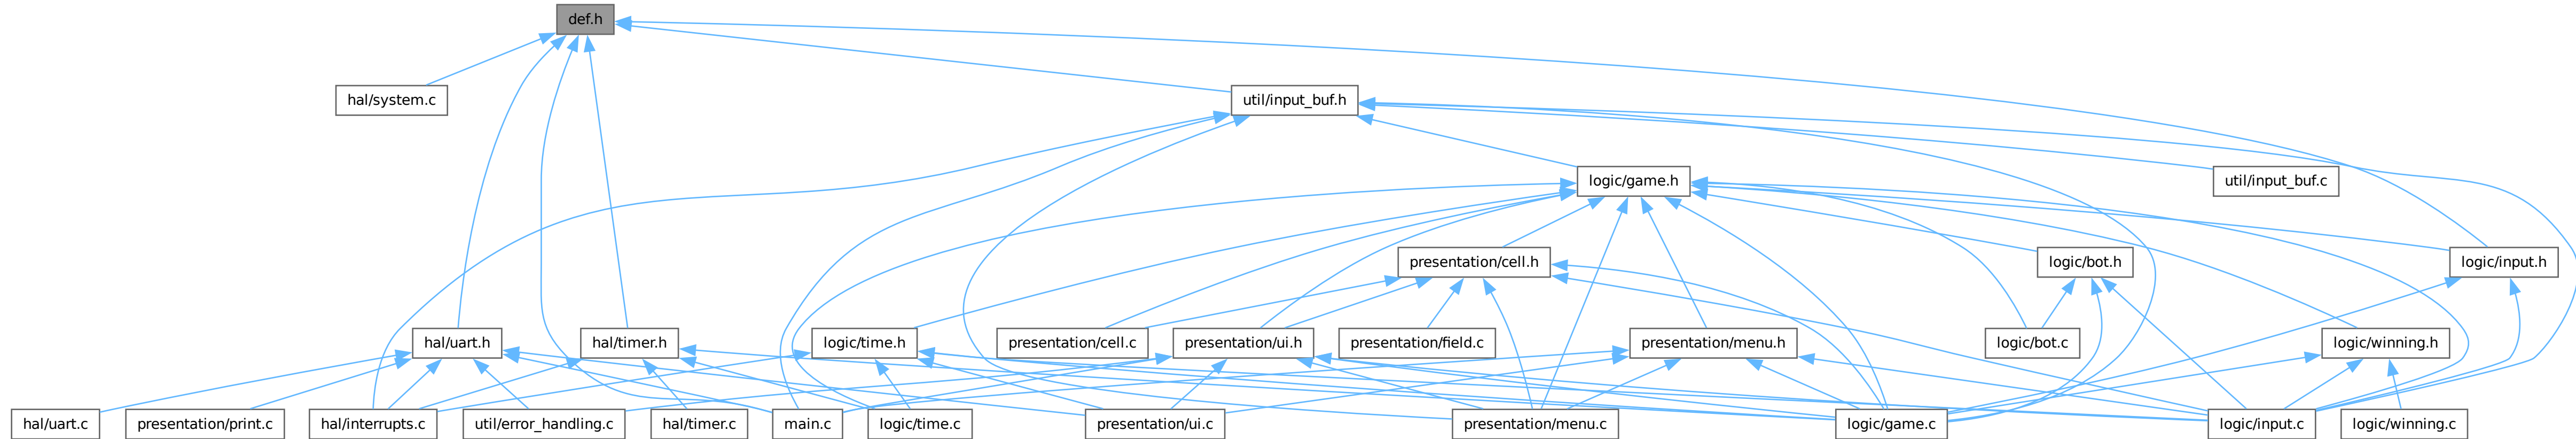 def.h
hal/system.c
util/input_buf.h
logic/game.h
util/input_buf.c
presentation/cell.h
logic/bot.h
logic/input.h
hal/uart.h
hal/timer.h
logic/time.h
presentation/cell.c
presentation/ui.h
presentation/field.c
presentation/menu.h
logic/bot.c
logic/winning.h
hal/uart.c
presentation/print.c
hal/interrupts.c
util/error_handling.c
hal/timer.c
main.c
logic/time.c
presentation/ui.c
presentation/menu.c
logic/game.c
logic/input.c
logic/winning.c